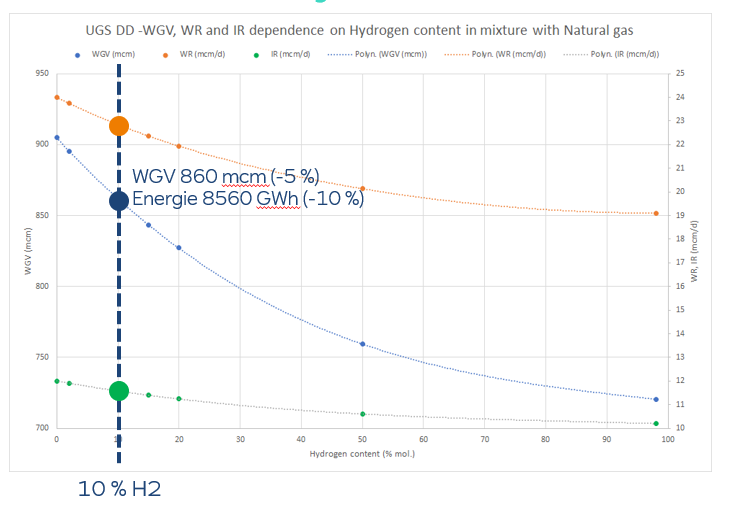 UGS DD -WGV, WR and IR dependence on Hydrogen content in mixture with Natural gas
WGV (mcm) WR (mcm/d) IR (mcm/d) Polyn. (WGV (mcm)) Polyn. (WR (mcm/d)) Polyn. (IR (mcm/d))
950 25
24
23
900 22
21
WGV 860 mcm (-5 %)
20
Energie 8560 GWh (-10 %)
850 19
18
17
800 16
15
14
750 13
12
11
700 10
WGV (mcm)
WR, IR (mcm/d)
0 10 20 30 40 50 60 70 80 90 100
Hydrogen content (% mol.)
10 % H2